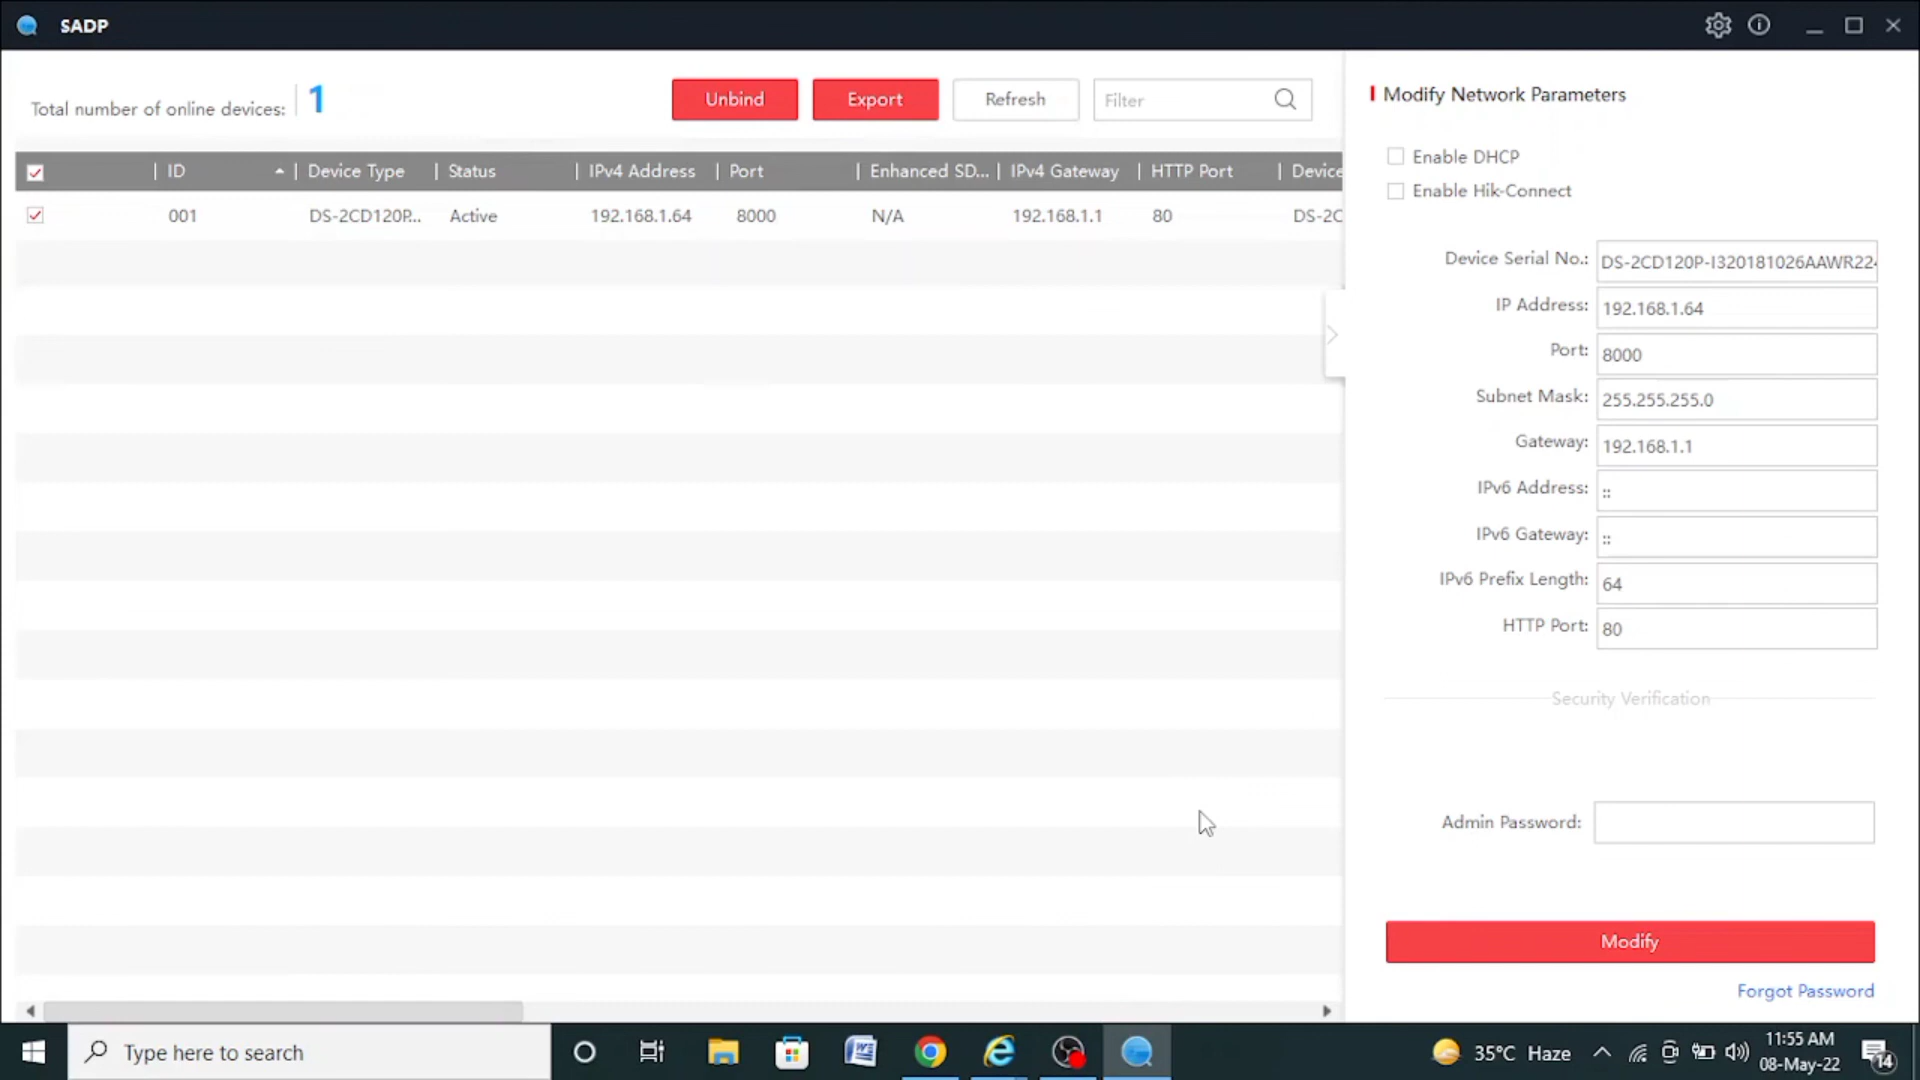 SADP
Total number of online devices: 1
Unbind
Export
Refresh
Filter
ID
Device Type
Status
IPv4 Address
Port
Enhanced SD...
IPv4 Gateway
HTTP Port
Device
001
DS-2CD120P...
Active
192.168.1.64
8000
N/A
192.168.1.1
80
DS-2C
Modify Network Parameters
Enable DHCP
Enable Hik-Connect
Device Serial No.: DS-2CD120P-I320181026AAWR224
IP Address: 192.168.1.64
Port: 8000
Subnet Mask: 255.255.255.0
Gateway: 192.168.1.1
IPv6 Address: ::
IPv6 Gateway: ::
IPv6 Prefix Length: 64
HTTP Port: 80
Security Verification
Admin Password:
Modify
Forgot Password
Type here to search
35°C Haze
11:55 AM
08-May-22
14